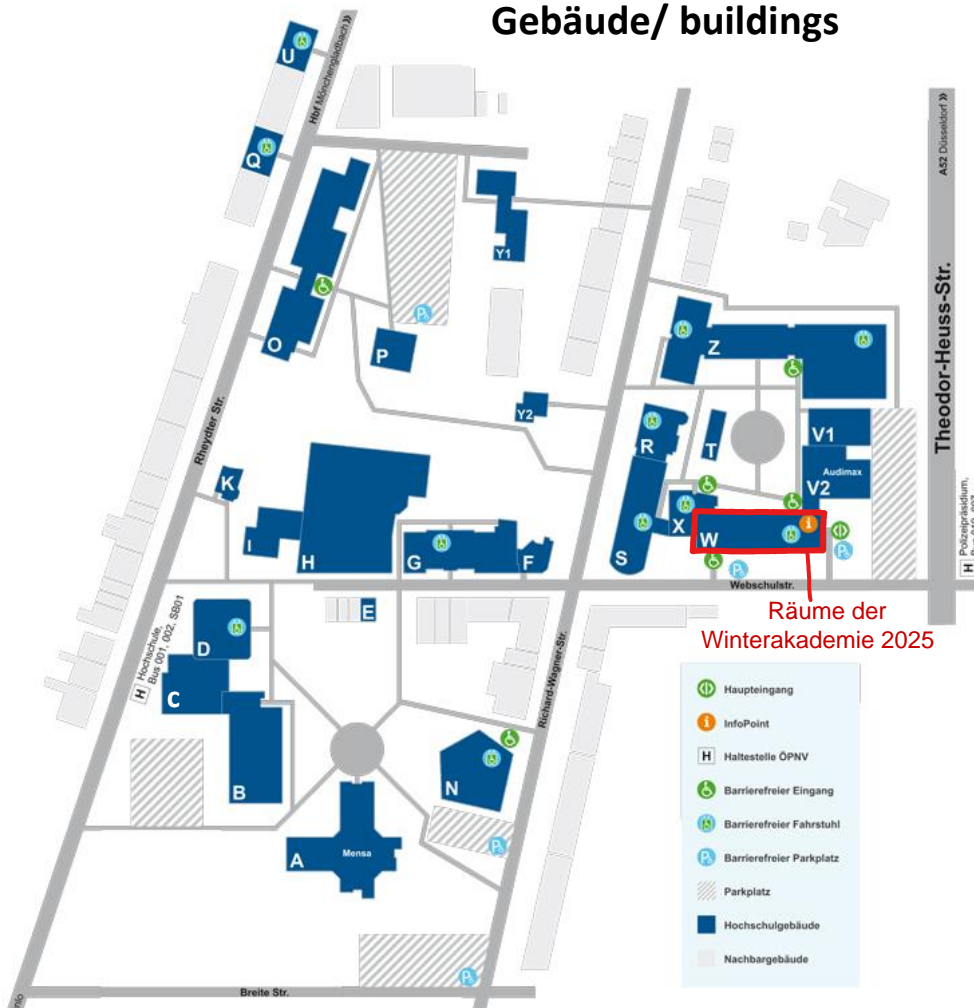 Gebäude/ buildings
Hbf Mönchengladbach »
A52 Düsseldorf »
U
Q
O
P
Y1
Y2
Z
R
T
V1
Audimax
V2
Theodor-Heuss-Str.
Rheydter Str.
K
I
H
G
F
S
X
W
Webschulstr.
H Polizeipräsidium,
Räume der
Winterakademie 2025
H Hochschule,
Bus 001, 002, SB01
E
D
C
B
A
Mensa
N
Richard-Wagner-Str.
Breite Str.
Haupteingang
i InfoPoint
H Haltestelle ÖPNV
Barrierefreier Eingang
Barrierefreier Fahrstuhl
P Barrierefreier Parkplatz
Parkplatz
Hochschulgebäude
Nachbargebäude